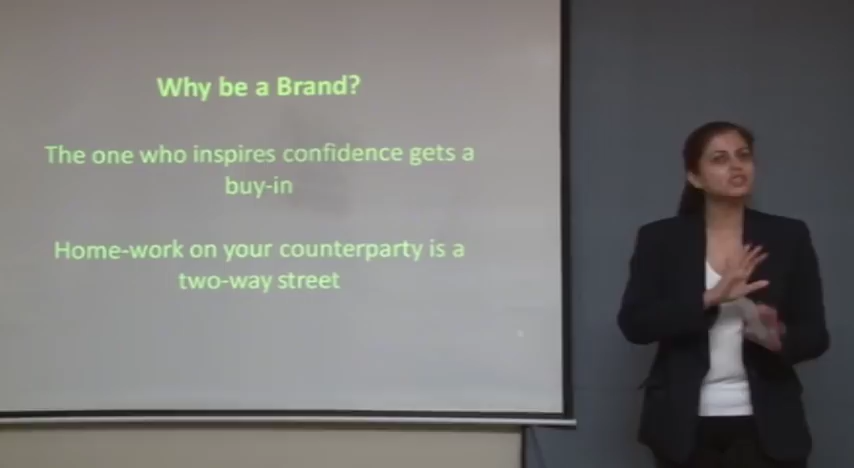 Why be a Brand?
The one who inspires confidence gets a
buy-in
Home-work on your counterparty is a
two-way street